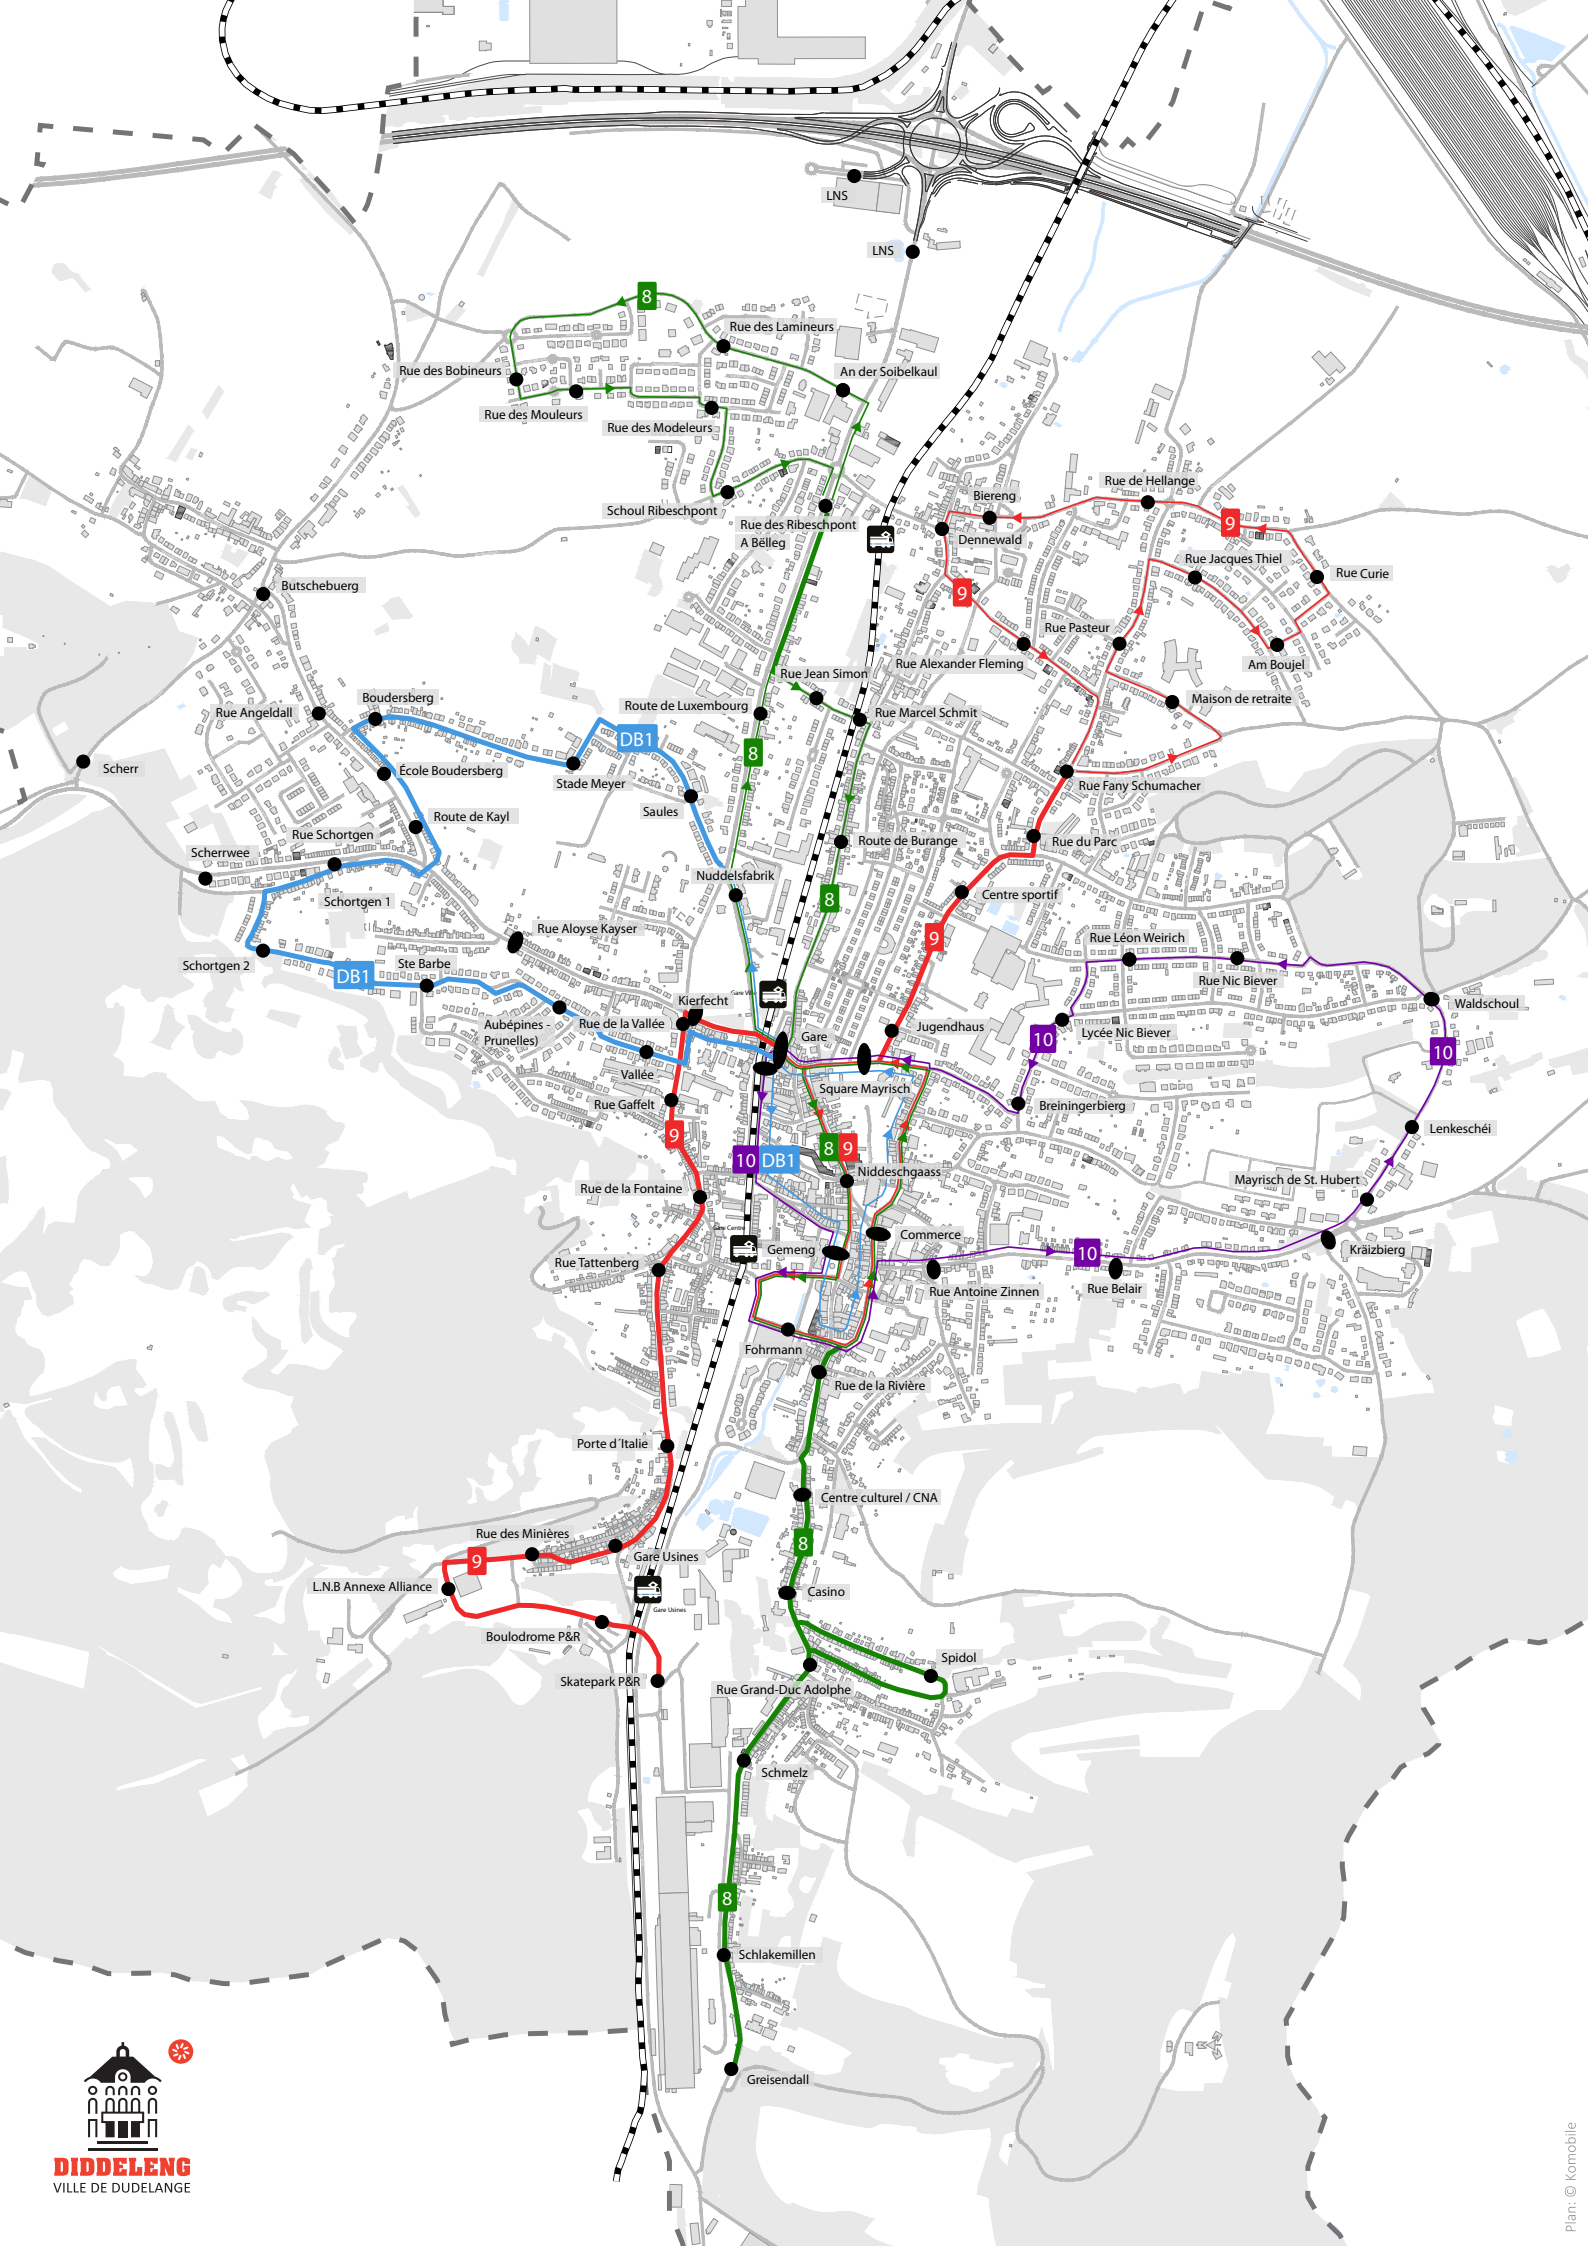 LNS
LNS
8
Rue des Lamineurs
Rue des Bobineurs
An der Soibelkaul
Rue des Mouleurs
Rue des Modeleurs
Schoul Ribeschpont
Rue des Ribeschpont
A Bëlleg
Biereng
Dennewald
Rue de Hellange
9
Rue Jacques Thiel
Rue Curie
9
Butschebuerg
Rue Pasteur
Rue Alexander Fleming
Am Boujel
Rue Jean Simon
Maison de retraite
Boudersberg
Rue Angeldall
Route de Luxembourg
Rue Marcel Schmit
DB1
8
Scherr
École Boudersberg
Stade Meyer
Rue Fany Schumacher
Saules
Route de Kayl
Rue Schortgen
Route de Burange
Rue du Parc
Scherrwee
Nuddelsfabrik
Schortgen 1
8
Centre sportif
Rue Aloyse Kayser
9
Rue Léon Weirich
Schortgen 2
Ste Barbe
DB1
Rue Nic Biever
Gare Ville
Kierfecht
Waldschoul
Aubépines -
Prunelles)
Rue de la Vallée
Gare
Jugendhaus
Lycée Nic Biever
10
10
Vallée
Square Mayrisch
Rue Gaffelt
Breiningerbierg
9
Lenkeschéi
10
DB1
8
9
Niddeschgaass
Mayrisch de St. Hubert
Rue de la Fontaine
Gare Centre
Commerce
Gemeng
10
Kräizbierg
Rue Tattenberg
Rue Antoine Zinnen
Rue Belair
Fohrmann
Rue de la Rivière
Porte d´Italie
Centre culturel / CNA
Rue des Minières
8
9
Gare Usines
L.N.B Annexe Alliance
Casino
Gare Usines
Boulodrome P&R
Spidol
Skatepark P&R
Rue Grand-Duc Adolphe
Schmelz
8
Schlakemillen
Greisendall
DIDDELENG
VILLE DE DUDELANGE
Plan: © Komobile